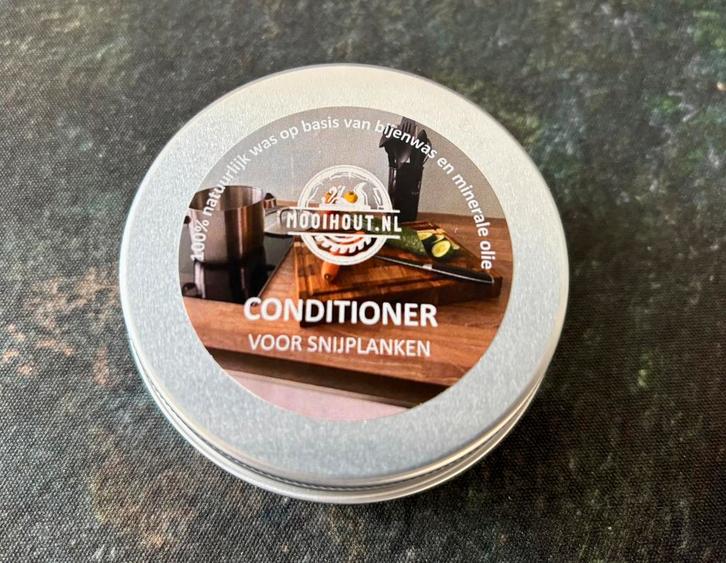 100% natuurlijk was op basis van bijenwas en minerale olie
MOOIHOUT.NL
CONDITIONER
VOOR SNIJPLANKEN